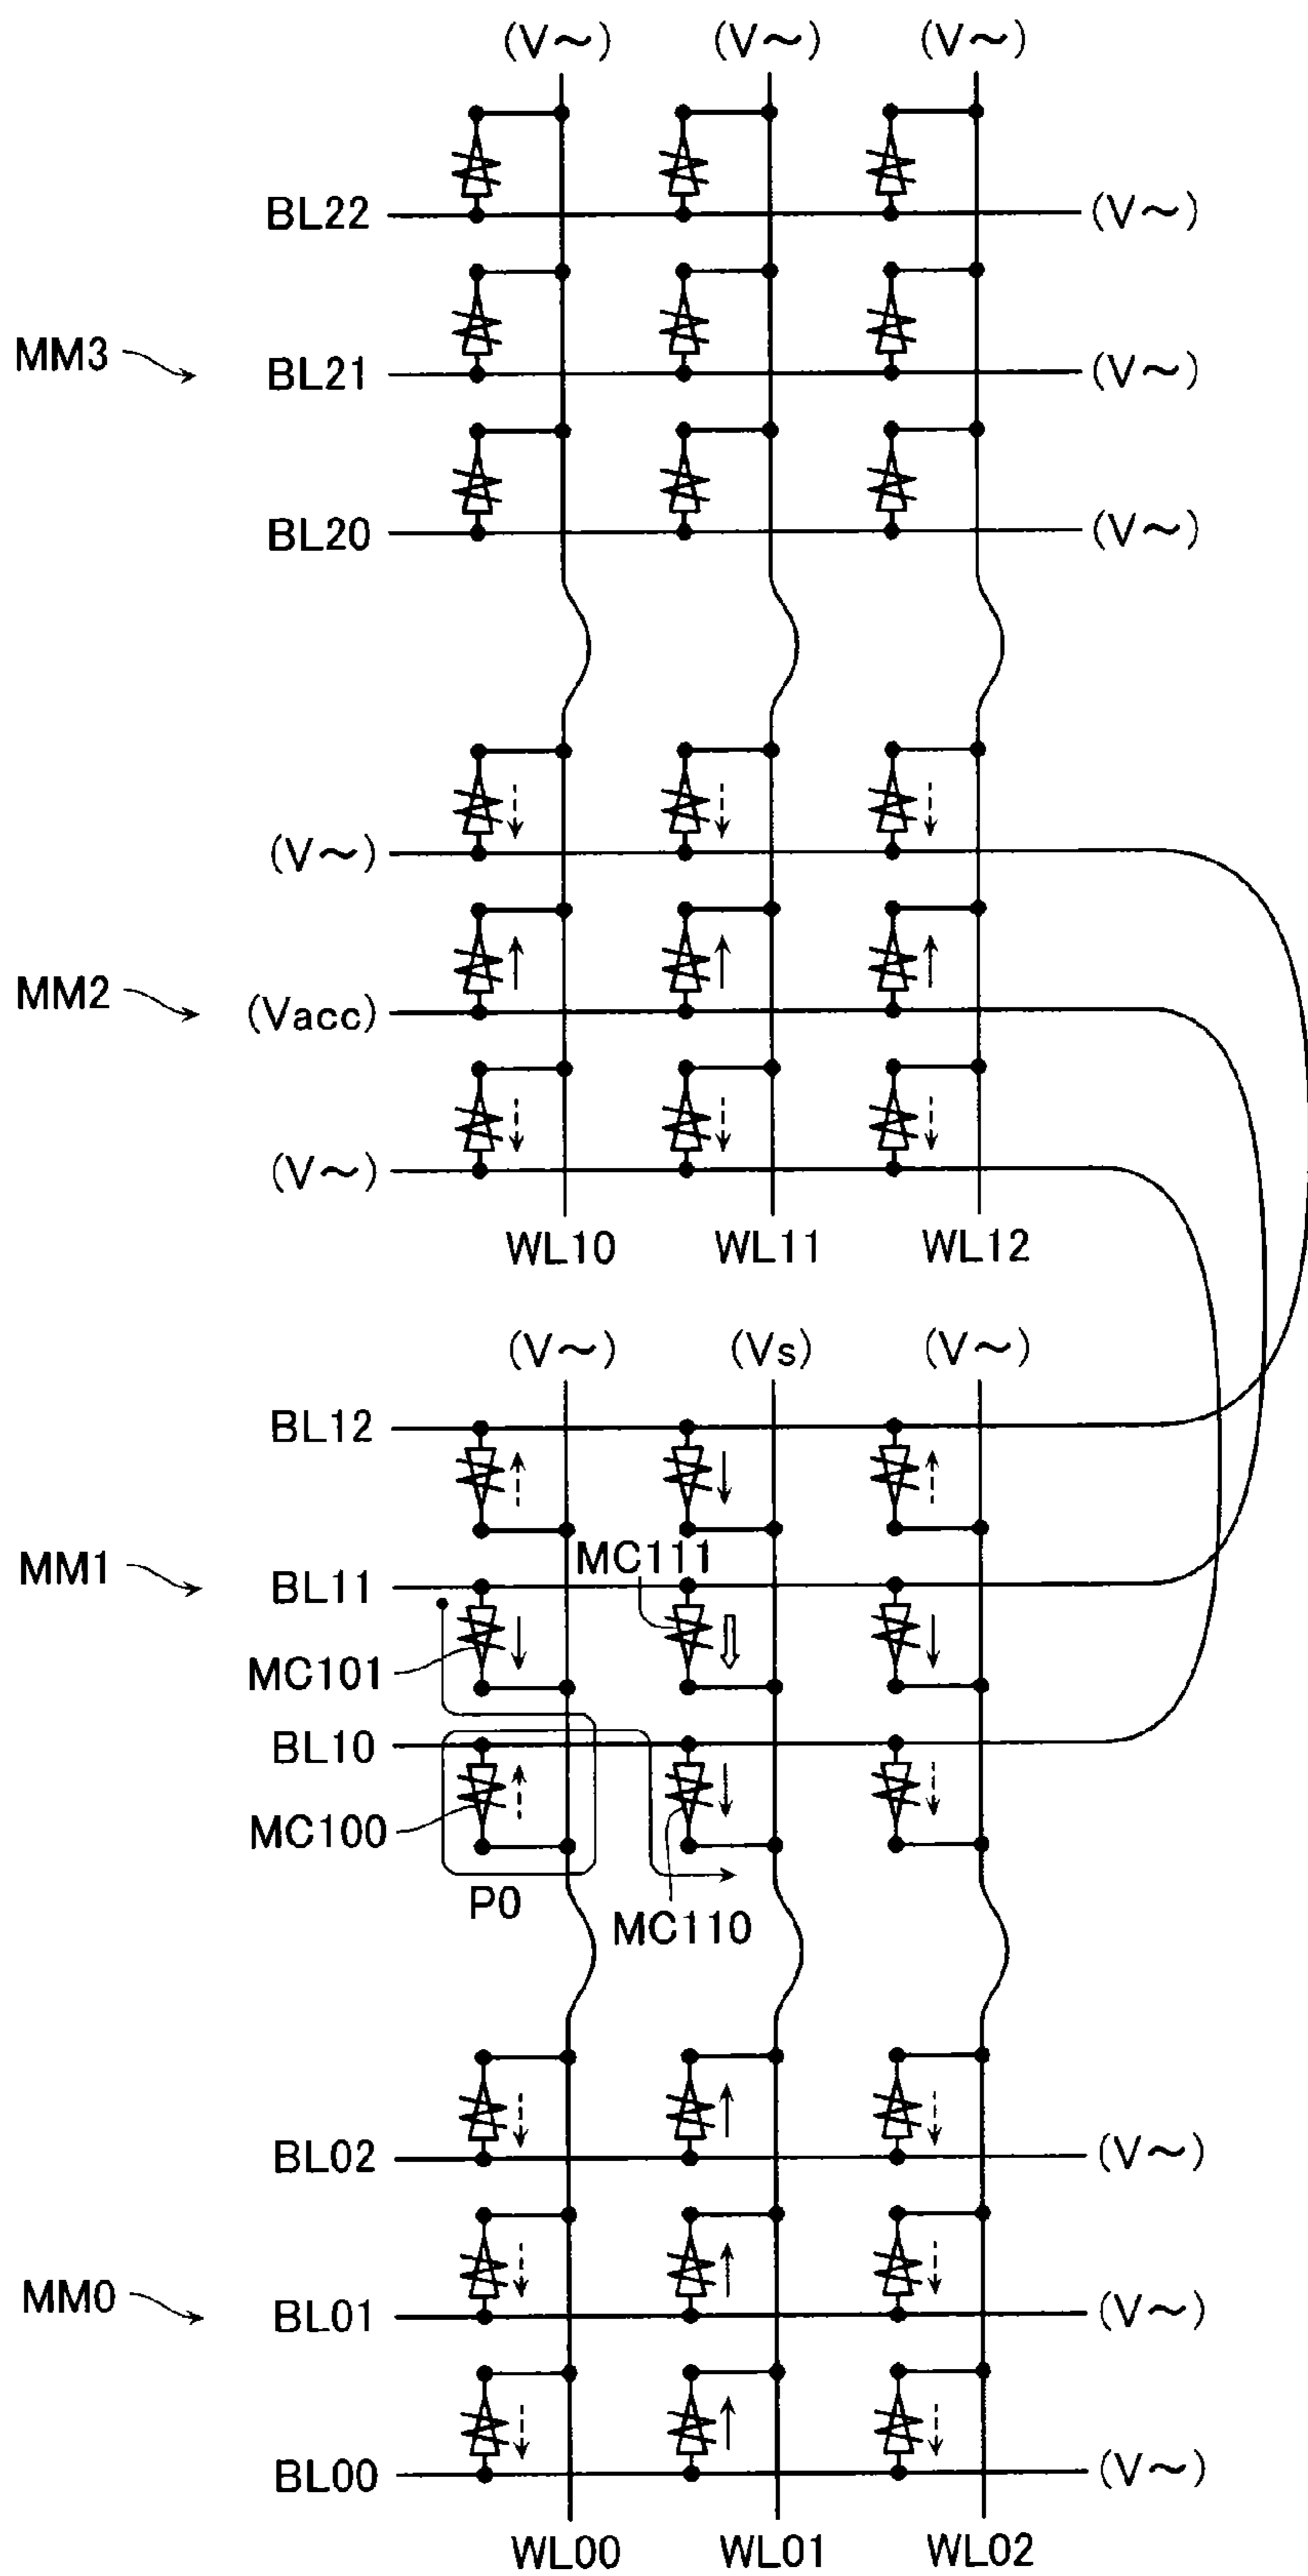 (V～) (V～) (V～)
BL22 (V～)
MM3
BL21 (V～)
BL20 (V～)
(V～)
MM2
(Vacc)
(V～)
WL10 WL11 WL12
(V～) (Vs) (V～)
BL12
MM1
MC111
BL11
MC101
BL10
MC100
P0
MC110
BL02 (V～)
MM0
BL01 (V～)
BL00 (V～)
WL00 WL01 WL02